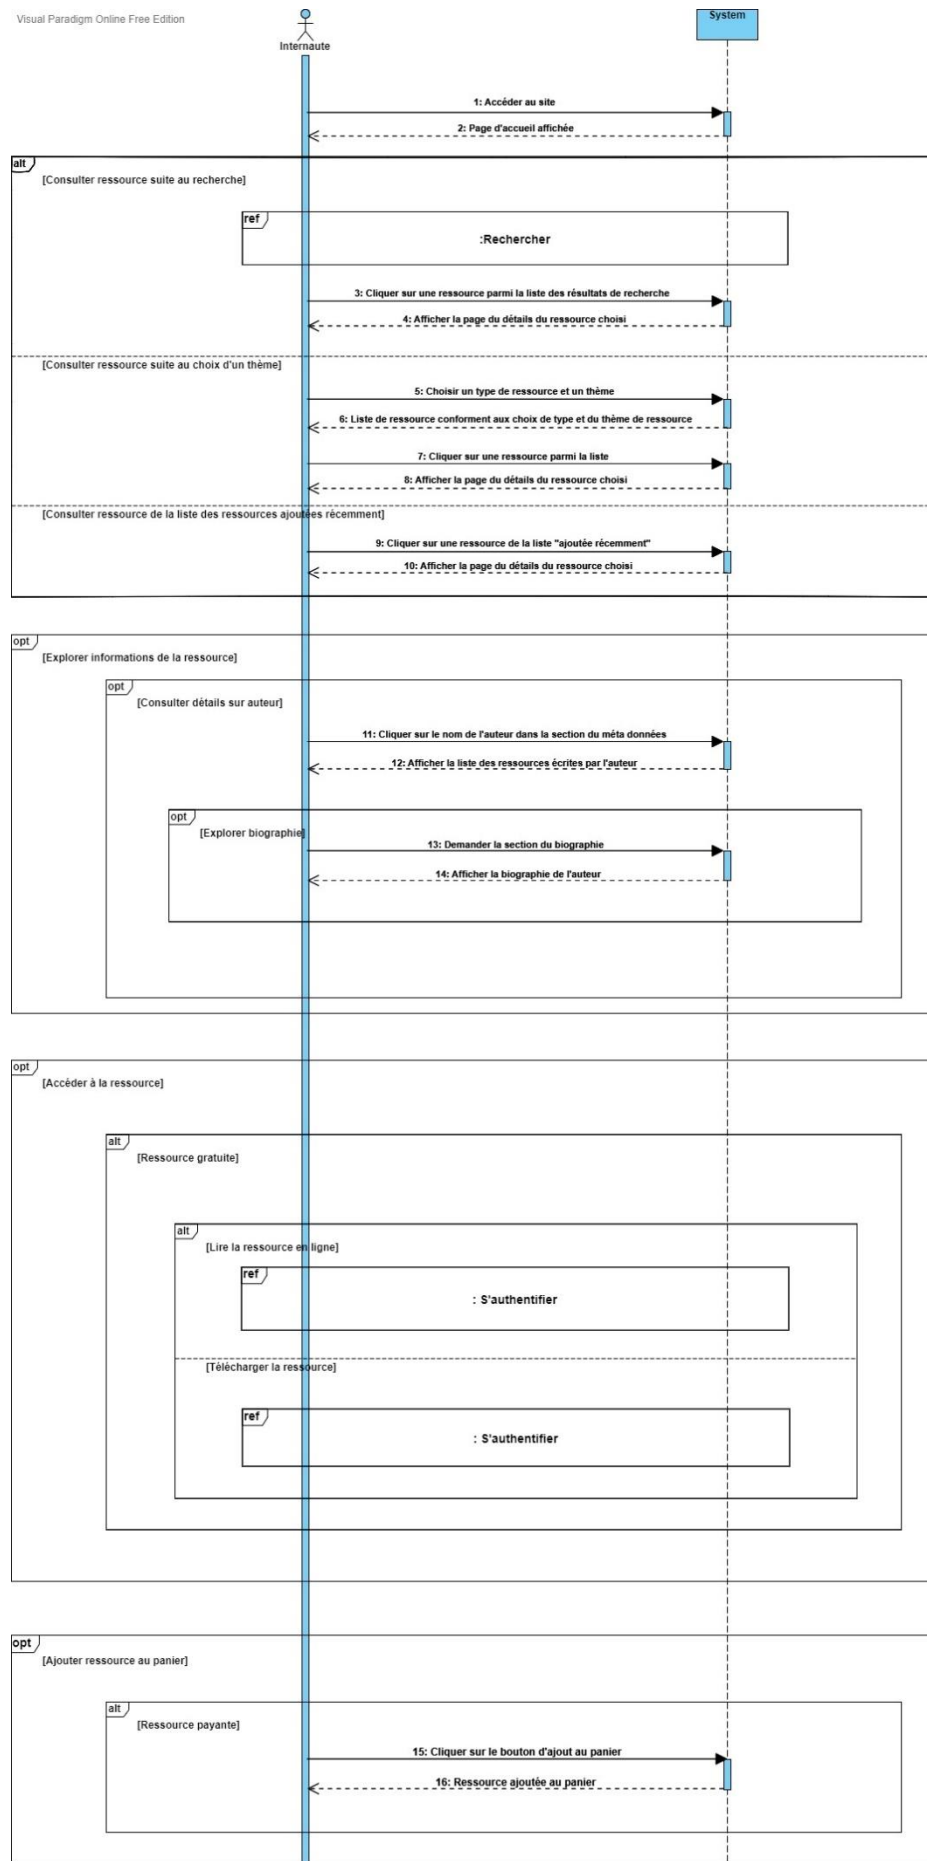 Visual Paradigm Online Free Edition
System
Internaute
1: Accéder au site
2: Page d'accueil affichée
alt
[Consulter ressource suite au recherche]
ref
:Rechercher
3: Cliquer sur une ressource parmi la liste des résultats de recherche
4: Afficher la page du détails du ressource choisi
[Consulter ressource suite au choix d'un thème]
5: Choisir un type de ressource et un thème
6: Liste de ressource conforment aux choix de type et du thème de ressource
7: Cliquer sur une ressource parmi la liste
8: Afficher la page du détails du ressource choisi
[Consulter ressource de la liste des ressources ajoutées récemment]
9: Cliquer sur une ressource de la liste "ajoutée récemment"
10: Afficher la page du détails du ressource choisi
opt
[Explorer informations de la ressource]
opt
[Consulter détails sur auteur]
11: Cliquer sur le nom de l'auteur dans la section du méta données
12: Afficher la liste des ressources écrites par l'auteur
opt
[Explorer biographie]
13: Demander la section du biographie
14: Afficher la biographie de l'auteur
opt
[Accéder à la ressource]
alt
[Ressource gratuite]
alt
[Lire la ressource en ligne]
ref
: S'authentifier
[Télécharger la ressource]
ref
: S'authentifier
opt
[Ajouter ressource au panier]
alt
[Ressource payante]
15: Cliquer sur le bouton d'ajout au panier
16: Ressource ajoutée au panier